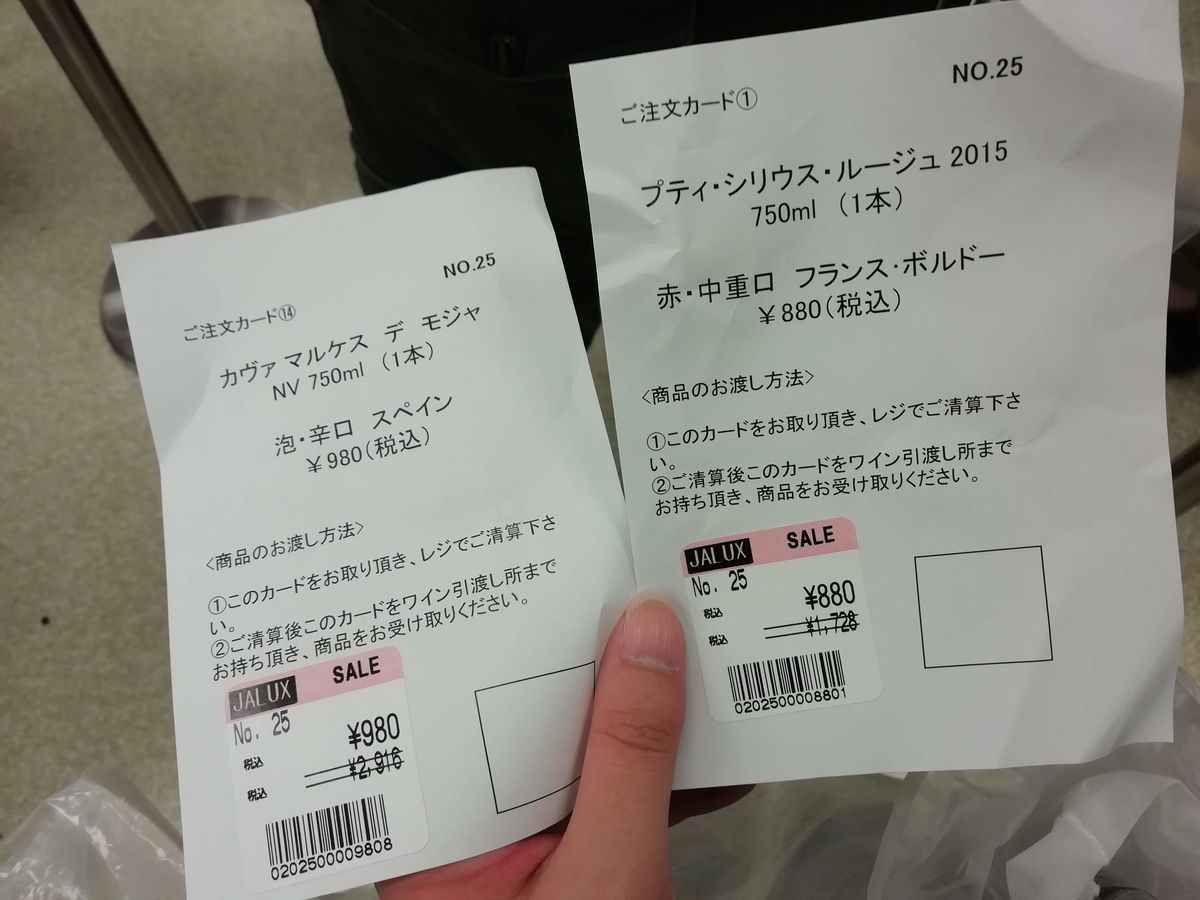 NO.25
ご注文カード⑭
カヴァ マルケス デ モジャ
NV 750ml (1本)
泡・辛口 スペイン
￥980(税込)
<商品のお渡し方法>
①このカードをお取り頂き、レジでご清算下さ
い。
②ご清算後このカードをワイン引渡し所まで
お持ち頂き、商品をお受け取りください。
JALUX SALE
No. 25
税込 ¥980
税込 ¥2,916
0202500009808
NO.25
ご注文カード①
プティ・シリウス・ルージュ 2015
750ml (1本)
赤・中重口 フランス・ボルドー
￥880(税込)
<商品のお渡し方法>
①このカードをお取り頂き、レジでご清算下さ
い。
②ご清算後このカードをワイン引渡し所まで
お持ち頂き、商品をお受け取りください。
JALUX SALE
No. 25
税込 ¥880
税込 ¥1,728
0202500008801